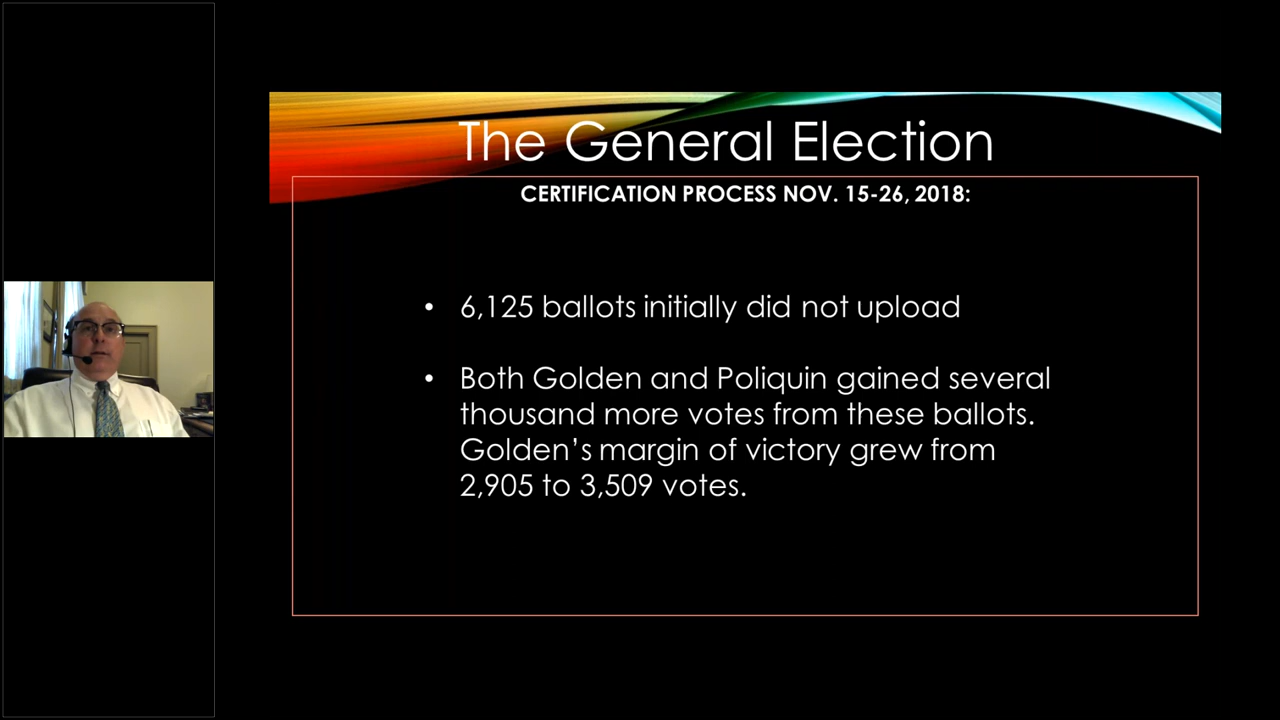 The General Election
CERTIFICATION PROCESS NOV. 15-26, 2018:
• 6,125 ballots initially did not upload
• Both Golden and Poliquin gained several
thousand more votes from these ballots.
Golden’s margin of victory grew from
2,905 to 3,509 votes.